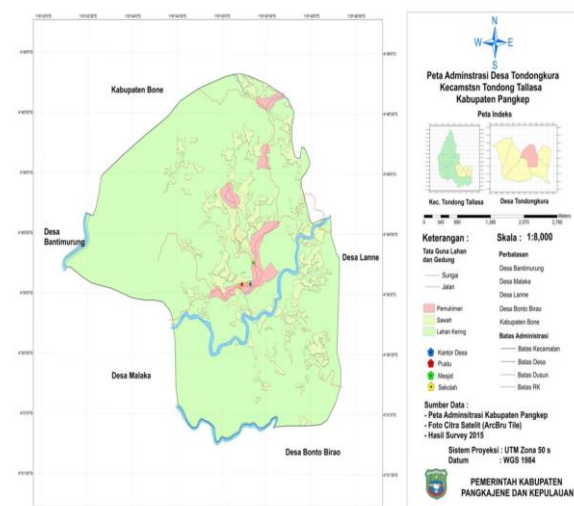 Kabupaten Bone
Desa
Bantimurung
Desa Lanne
Desa Malaka
Desa Bonto Birao
N
W E
S
Peta Adminstrasi Desa Tondongkura
Kecamstsn Tondong Tallasa
Kabupaten Pangkep
Peta Indeks
Kec. Tondong Tallasa
Desa Tondongkura
Meters
Keterangan :
Skala : 1:8,000
Tata Guna Lahan
dan Gedung
Sungai
Jalan
Pemukiman
Sawah
Lahan Kering
Kantor Desa
Pustu
Mesjid
Sekolah
Perbatasan
Desa Bantimurung
Desa Malaka
Desa Lanne
Desa Bonto Birao
Kabupaten Bone
Batas Administrasi
Batas Kecamatan
Batas Desa
Batas Dusun
Batas RK
Sumber Data :
- Peta Adminsitrasi Kabupaten Pangkep
- Foto Citra Satelit (ArcBru Tile)
- Hasil Survey 2015
Sistem Proyeksi : UTM Zona 50 s
Datum : WGS 1984
PEMERINTAH KABUPATEN
PANGKAJENE DAN KEPULAUAN